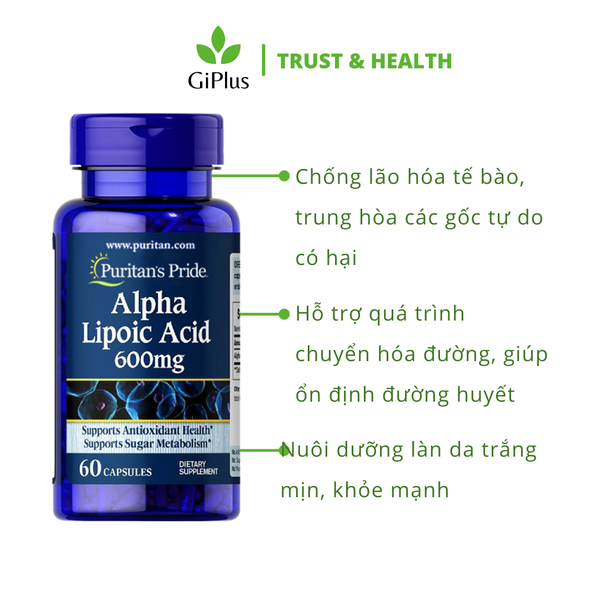 GiPlus
TRUST & HEALTH
Chống lão hóa tế bào,
trung hòa các gốc tự do
có hại
Hỗ trợ quá trình
chuyển hóa đường, giúp
ổn định đường huyết
Nuôi dưỡng làn da trắng
mịn, khỏe mạnh
www.puritan.com
Puritan's Pride
Alpha
Lipoic Acid
600mg
Supports Antioxidant Health*
Supports Sugar Metabolism*
60 CAPSULES
DIETARY
SUPPLEMENT